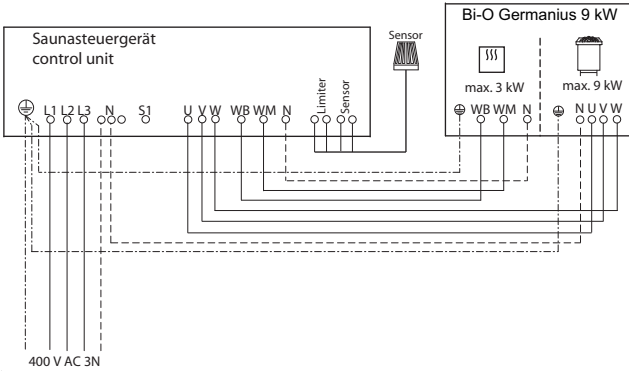 Bi-O Germanius 9 kW
Saunasteuergerät
control unit
Sensor
max. 3 kW
max. 9 kW
L1 L2 L3 N S1 U V W WB WM N Limiter Sensor
WB WM N N U V W
400 V AC 3N